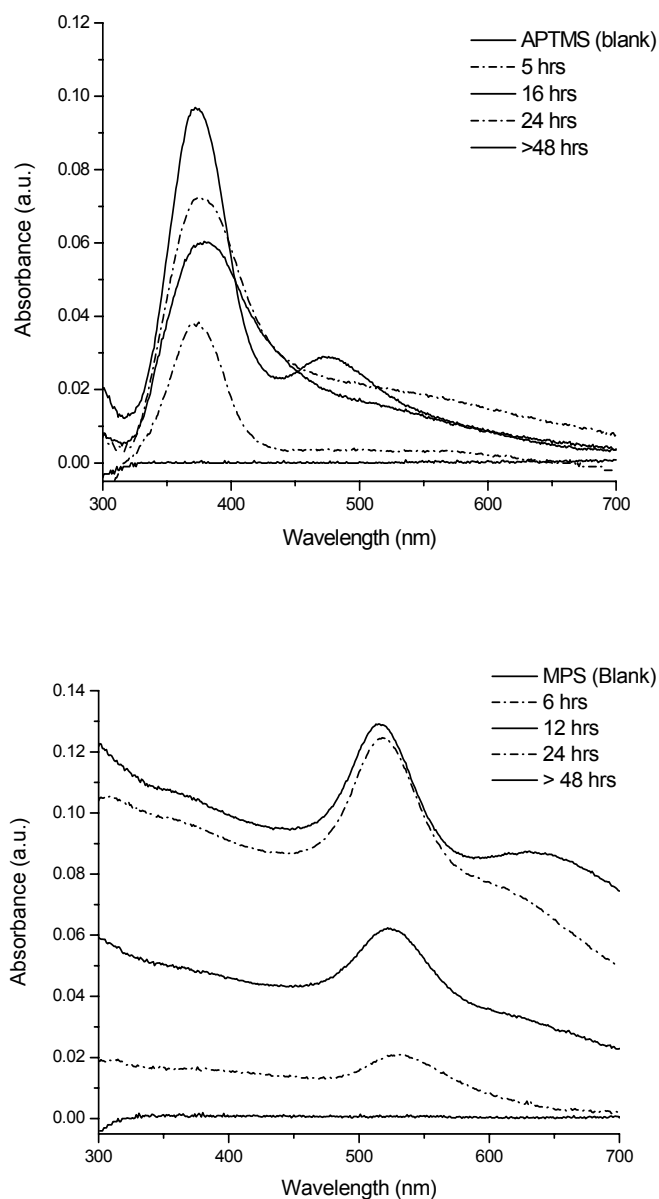 0.12
0.10
0.08
0.06
0.04
0.02
0.00
Absorbance (a.u.)
APTMS (blank)
5 hrs
16 hrs
24 hrs
>48 hrs
300 400 500 600 700
Wavelength (nm)
0.14
0.12
0.10
0.08
0.06
0.04
0.02
0.00
Absorbance (a.u.)
MPS (Blank)
6 hrs
12 hrs
24 hrs
> 48 hrs
300 400 500 600 700
Wavelength (nm)